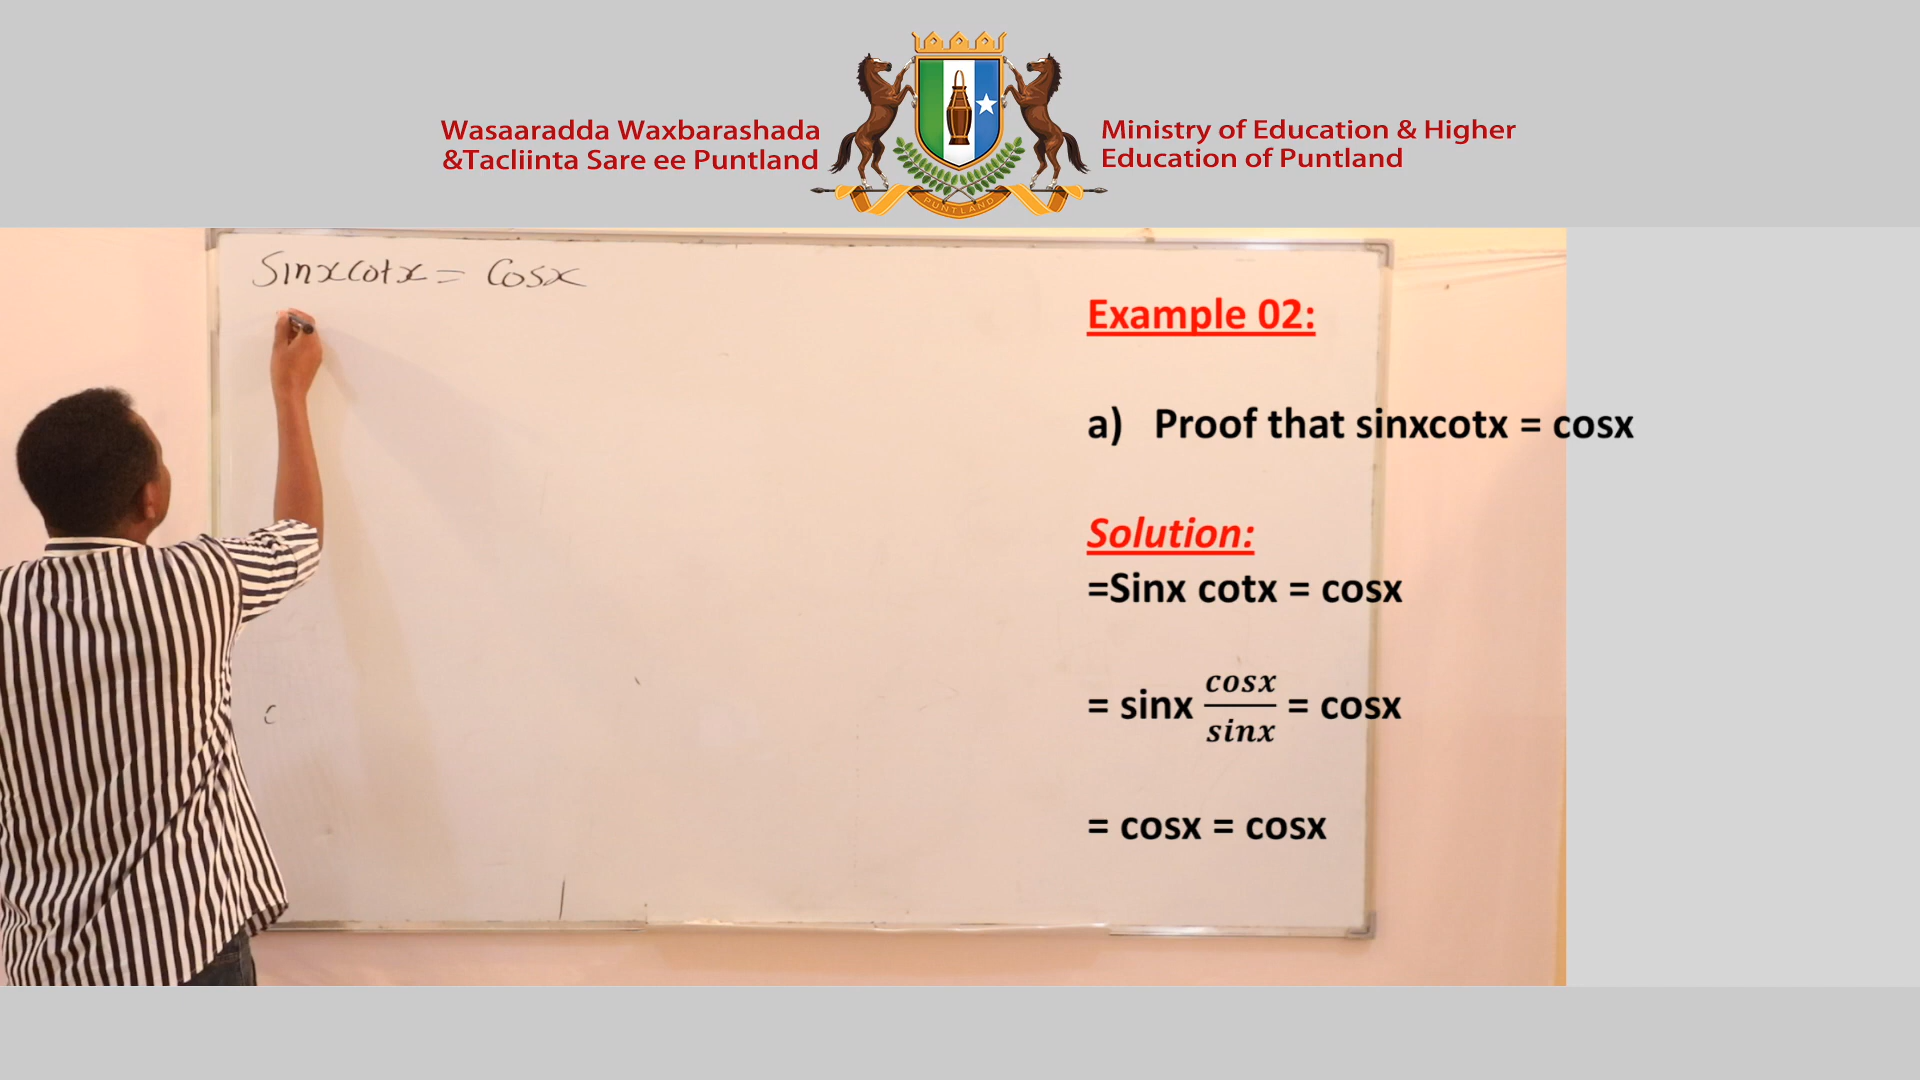 Wasaaradda Waxbarashada
&Tacliinta Sare ee Puntland
PUNTLAND
Ministry of Education & Higher
Education of Puntland
Sinxcotx = Cosx
Example 02:
a) Proof that sinxcotx = cosx
Solution:
=Sinx cotx = cosx
= sinx cosx/sinx = cosx
= cosx = cosx